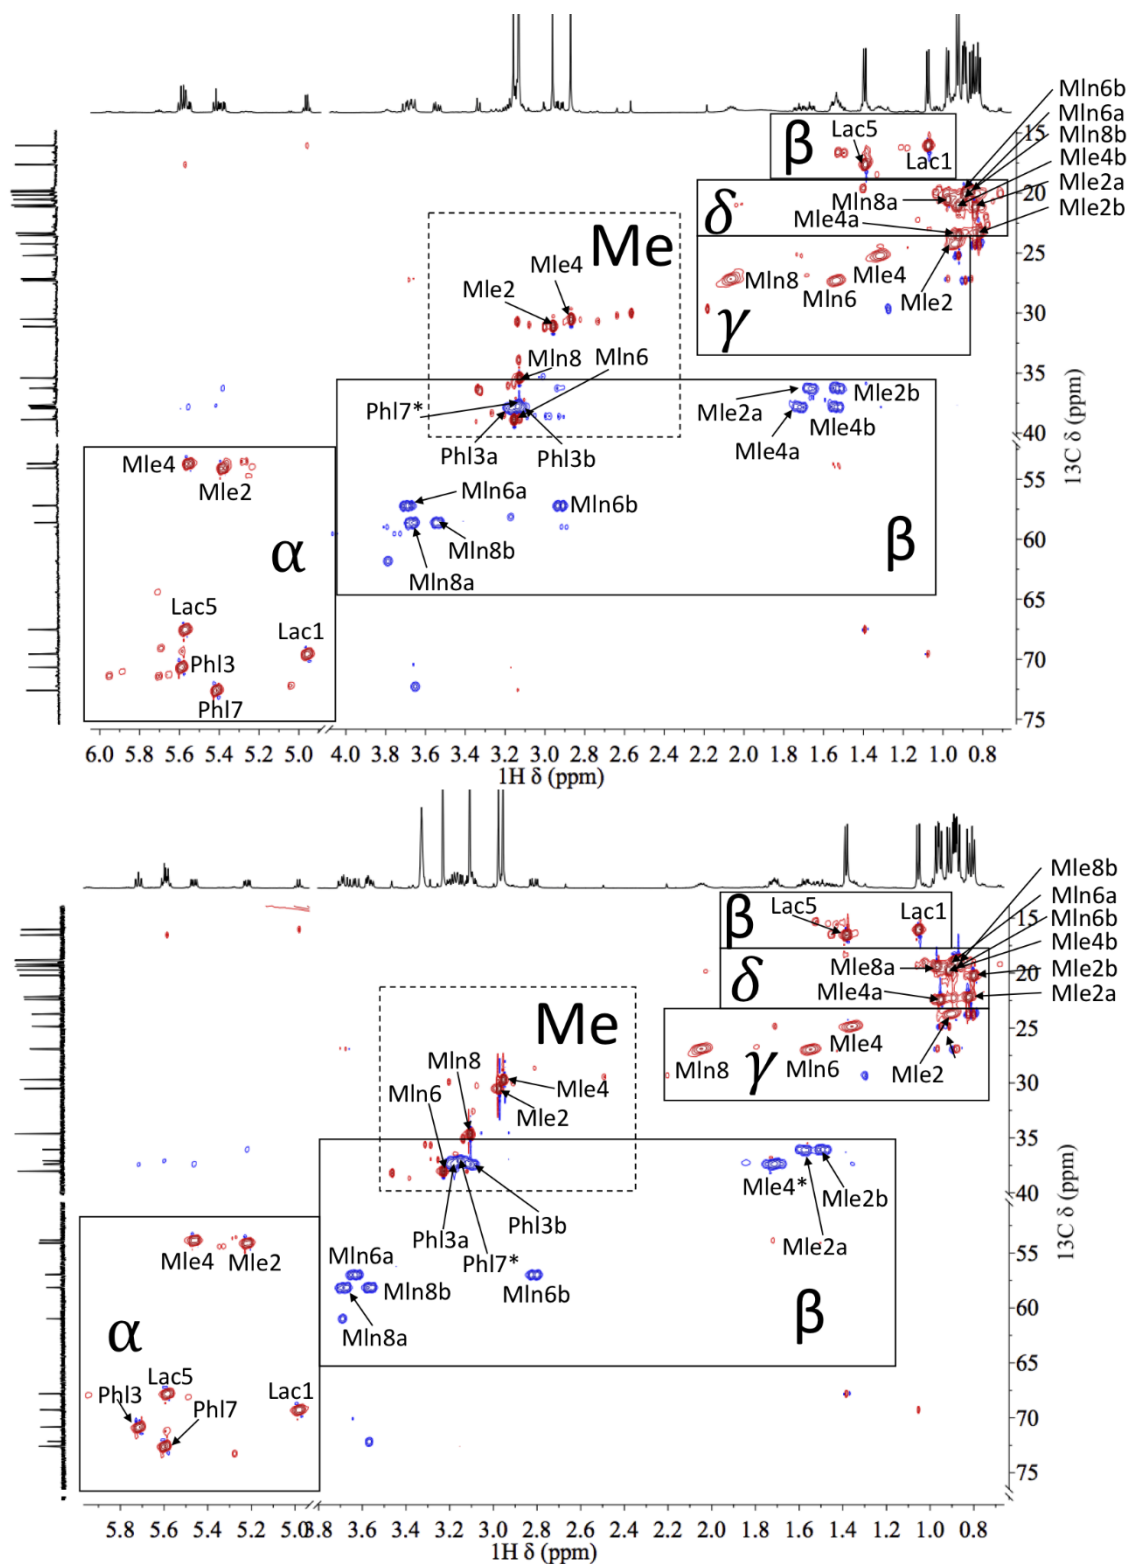 Mln6b
Mln6a
Mln8b
Mle4b
Mle2a
Mle2b
β
Lac5
Lac1
δ
Mln8a
Mle4a
Me
Mle4
Mle2
Mln8
Mln6
Mle4
Mln8
Mln6
Mle2
γ
Phl7*
Phl3a
Phl3b
Mle2a
Mle2b
Mle4a
Mle4b
Mle4
Mle2
Mln6a
Mln6b
Mln8b
Mln8a
α
β
Lac5
Lac1
Phl3
Phl7
15
20
25
30
35
40
55
60
65
70
75
13C δ (ppm)
6.0 5.8 5.6 5.4 5.2 5.0 4.0 3.8 3.6 3.4 3.2 3.0 2.8 2.6 2.4 2.2 2.0 1.8 1.6 1.4 1.2 1.0 0.8
1H δ (ppm)
Mle8b
Mln6a
Mln6b
Mle4b
Mle2b
Mle2a
β
Lac5
Lac1
δ
Mle8a
Mle4a
Me
Mln8
Mln6
Mle4
Mle2
Mln8
γ
Mln6
Mle4
Mle2
Phl3a
Phl7*
Phl3b
Mle4*
Mle2b
Mle2a
Mle4
Mle2
Mln6a
Mln8b
Mln6b
Mln8a
α
β
Phl3
Lac5
Phl7
Lac1
15
20
25
30
35
40
55
60
65
70
75
13C δ (ppm)
5.8 5.6 5.4 5.2 5.0 3.8 3.6 3.4 3.2 3.0 2.8 2.6 2.4 2.2 2.0 1.8 1.6 1.4 1.2 1.0 0.8
1H δ (ppm)